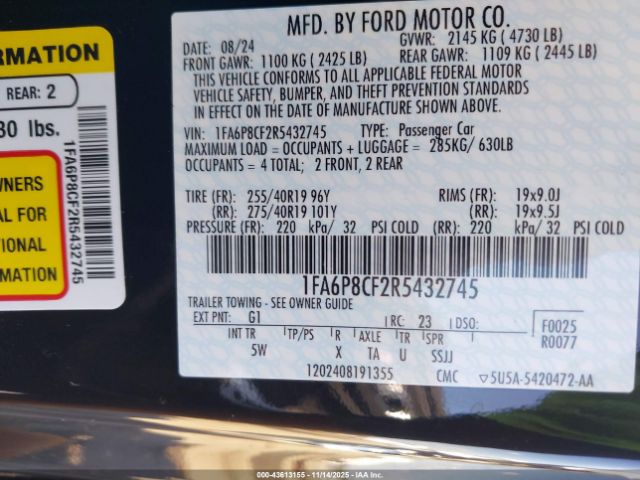 ORMATION
REAR: 2
30 lbs.
WNERS
AL FOR
TIONAL
RMATION
1FA6P8CF2R5432745
MFD. BY FORD MOTOR CO.
DATE: 08/24 GVWR: 2145 KG ( 4730 LB)
FRONT GAWR: 1100 KG ( 2425 LB) REAR GAWR: 1109 KG ( 2445 LB)
THIS VEHICLE CONFORMS TO ALL APPLICABLE FEDERAL MOTOR
VEHICLE SAFETY, BUMPER, AND THEFT PREVENTION STANDARDS
IN EFFECT ON THE DATE OF MANUFACTURE SHOWN ABOVE.
VIN: 1FA6P8CF2R5432745 TYPE: Passenger Car
MAXIMUM LOAD = OCCUPANTS + LUGGAGE = 285KG/ 630LB
OCCUPANTS = 4 TOTAL; 2 FRONT, 2 REAR
TIRE (FR): 255/40R19 96Y RIMS (FR): 19x9.0J
(RR): 275/40R19 101Y (RR): 19x9.5J
PRESSURE (FR): 220 kPa/ 32 PSI COLD (RR): 220 kPa/ 32 PSI COLD
1FA6P8CF2R5432745
TRAILER TOWING - SEE OWNER GUIDE
EXT PNT: G1 RC: 23 DSO: F0025
R0077
INT TR TP/PS R AXLE TR SPR
5W X TA U SSJJ
1202408191355 CMC 5U5A-5420472-AA
000-43613155 - 11/14/2025 - IAAI.COM